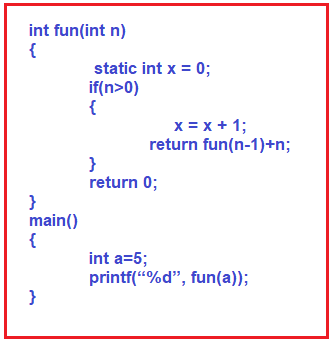 int fun(int n)
{
static int x = 0;
if(n>0)
{
x = x + 1;
return fun(n-1)+n;
}
return 0;
}
main()
{
int a=5;
printf(“%d”, fun(a));
}